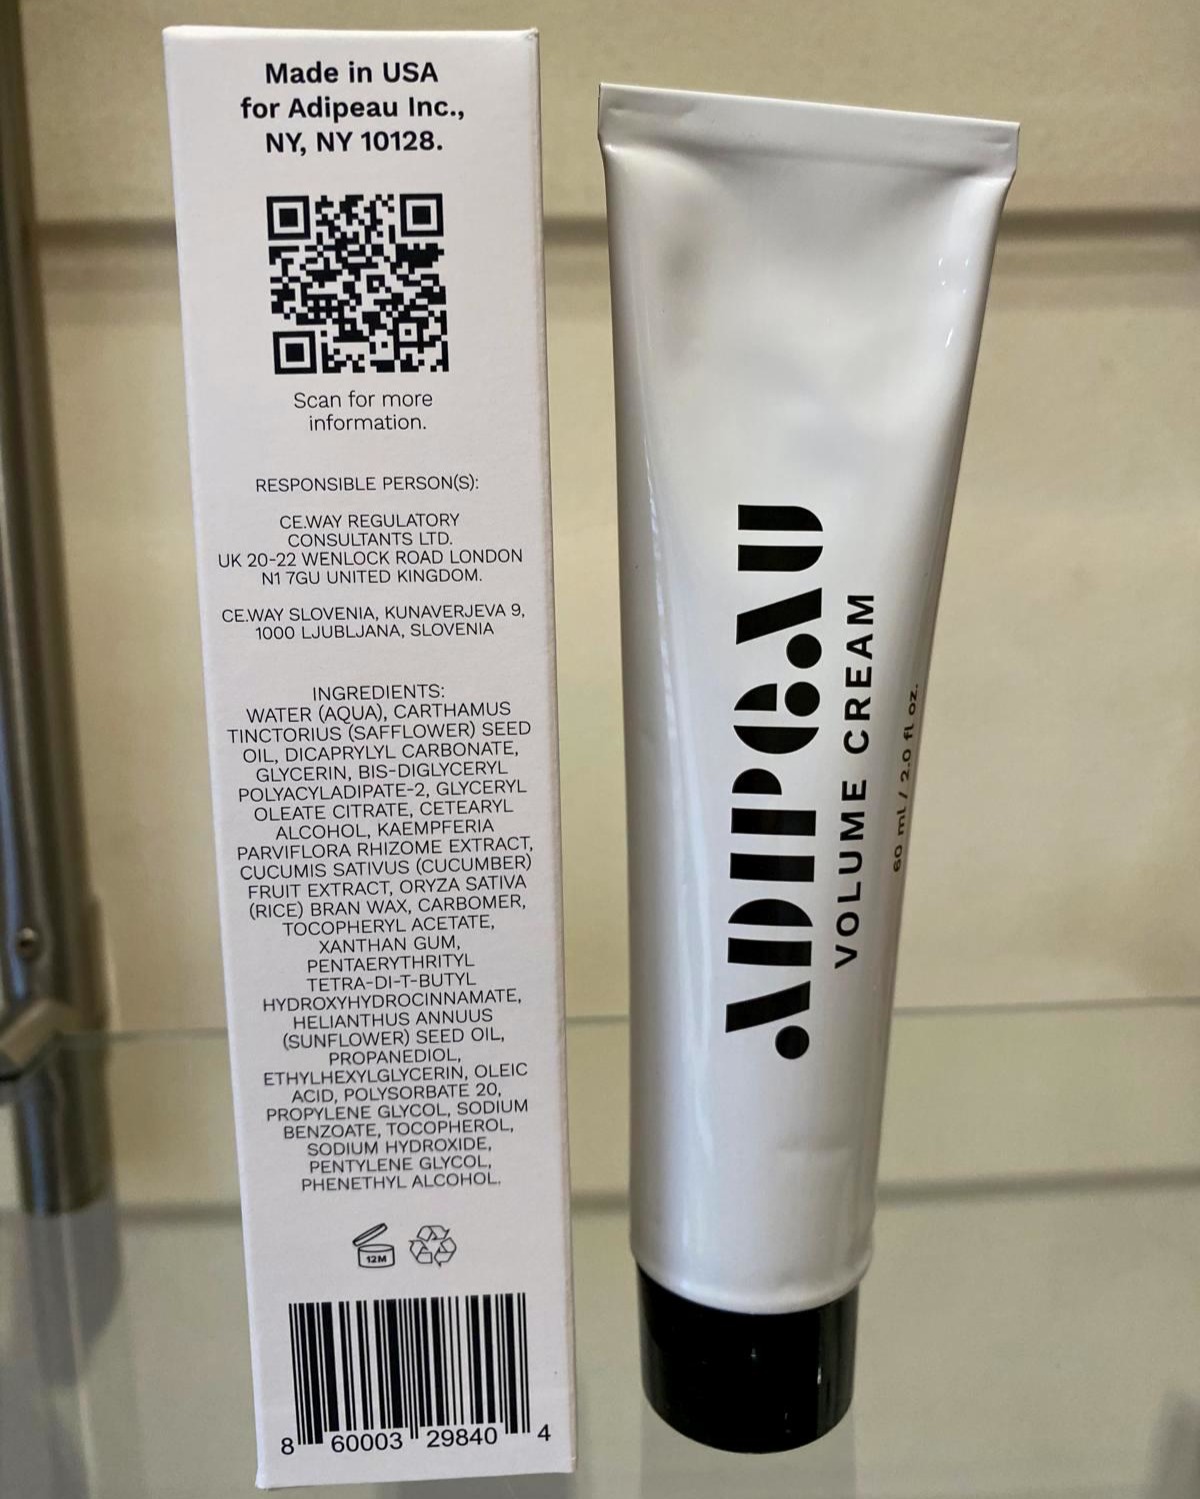 Made in USA
for Adipeau Inc.,
NY, NY 10128.
Scan for more
information.
RESPONSIBLE PERSON(S):
CE.WAY REGULATORY
CONSULTANTS LTD.
UK 20-22 WENLOCK ROAD LONDON
N1 7GU UNITED KINGDOM.
CE.WAY SLOVENIA, KUNAVERJEVA 9,
1000 LJUBLJANA, SLOVENIA
INGREDIENTS:
WATER (AQUA), CARTHAMUS
TINCTORIUS (SAFFLOWER) SEED
OIL, DICAPRYLYL CARBONATE,
GLYCERIN, BIS-DIGLYCERYL
POLYACYLADIPATE-2, GLYCERYL
OLEATE CITRATE, CETEARYL
ALCOHOL, KAEMPFERIA
PARVIFLORA RHIZOME EXTRACT,
CUCUMIS SATIVUS (CUCUMBER)
FRUIT EXTRACT, ORYZA SATIVA
(RICE) BRAN WAX, CARBOMER,
TOCOPHERYL ACETATE,
XANTHAN GUM,
PENTAERYTHRITYL
TETRA-DI-T-BUTYL
HYDROXYHYDROCINNAMATE,
HELIANTHUS ANNUUS
(SUNFLOWER) SEED OIL,
PROPANEDIOL,
ETHYLHEXYLGLYCERIN, OLEIC
ACID, POLYSORBATE 20,
PROPYLENE GLYCOL, SODIUM
BENZOATE, TOCOPHEROL,
SODIUM HYDROXIDE,
PENTYLENE GLYCOL,
PHENETHYL ALCOHOL.
12M
8 60003 29840 4
ADIPEAU
VOLUME CREAM
60 ml / 2.0 fl oz.